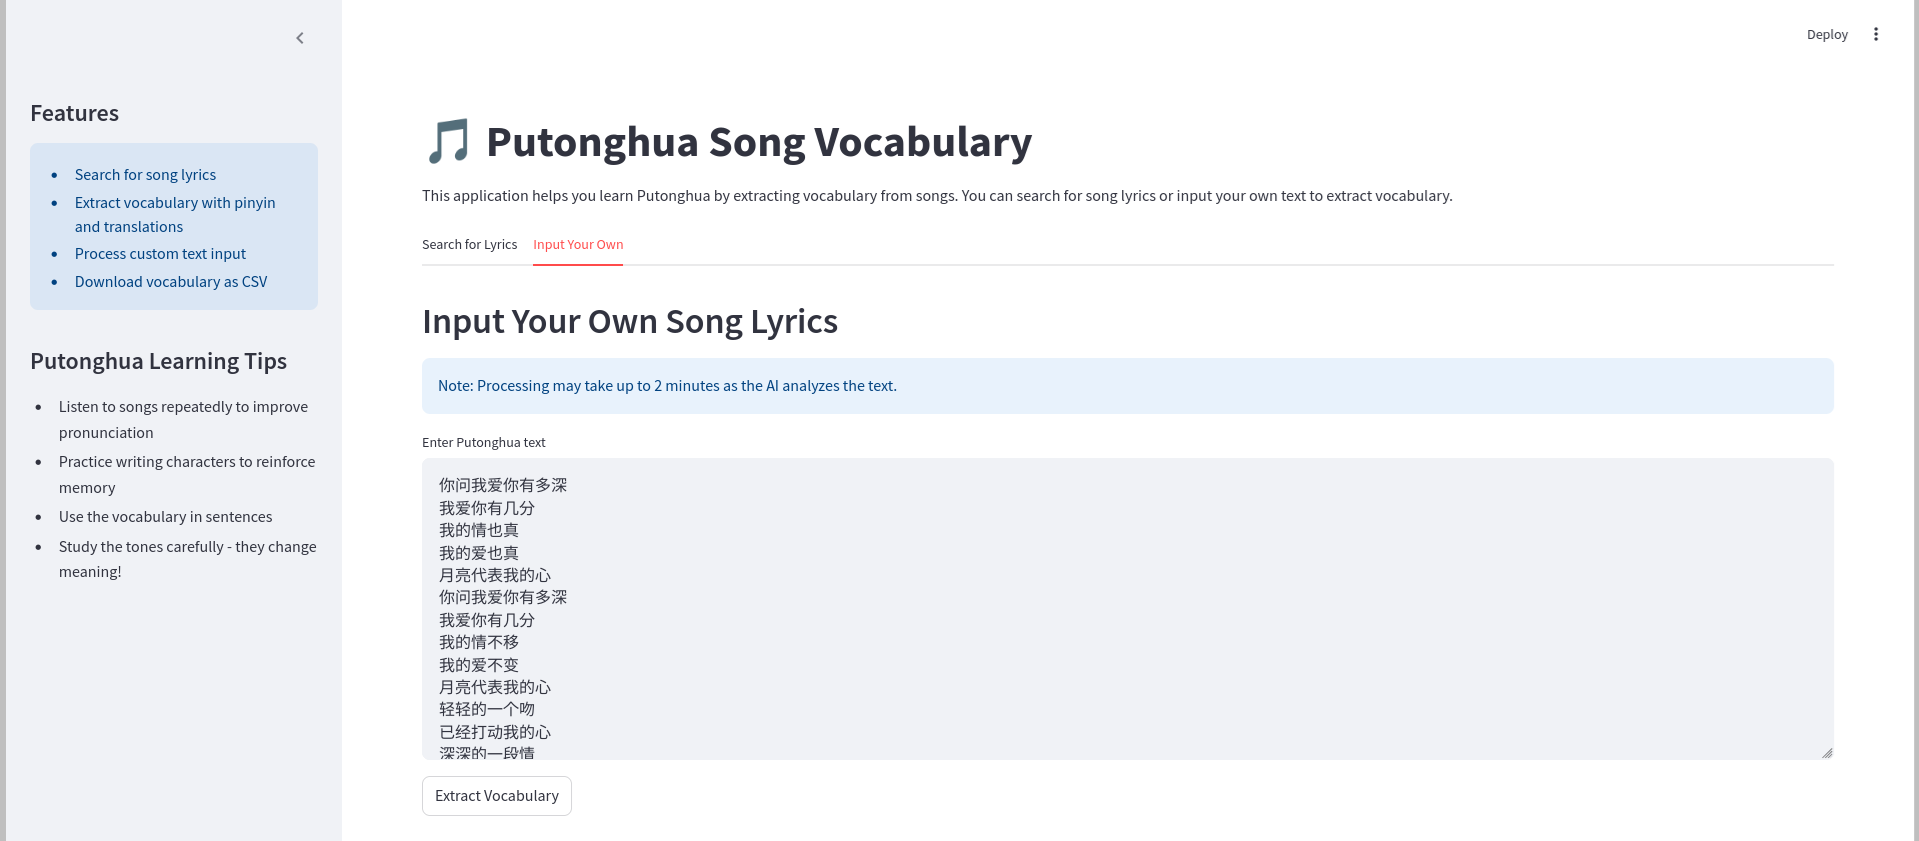 Deploy
Features
Search for song lyrics
Extract vocabulary with pinyin
and translations
Process custom text input
Download vocabulary as CSV
Putonghua Learning Tips
Listen to songs repeatedly to improve
pronunciation
Practice writing characters to reinforce
memory
Use the vocabulary in sentences
Study the tones carefully - they change
meaning!
Putonghua Song Vocabulary
This application helps you learn Putonghua by extracting vocabulary from songs. You can search for song lyrics or input your own text to extract vocabulary.
Search for Lyrics Input Your Own
Input Your Own Song Lyrics
Note: Processing may take up to 2 minutes as the AI analyzes the text.
Enter Putonghua text
你问我爱你有多深
我爱你有几分
我的情也真
我的爱也真
月亮代表我的心
你问我爱你有多深
我爱你有几分
我的情不移
我的爱不变
月亮代表我的心
轻轻的一个吻
已经打动我的心
深深的一段情
Extract Vocabulary